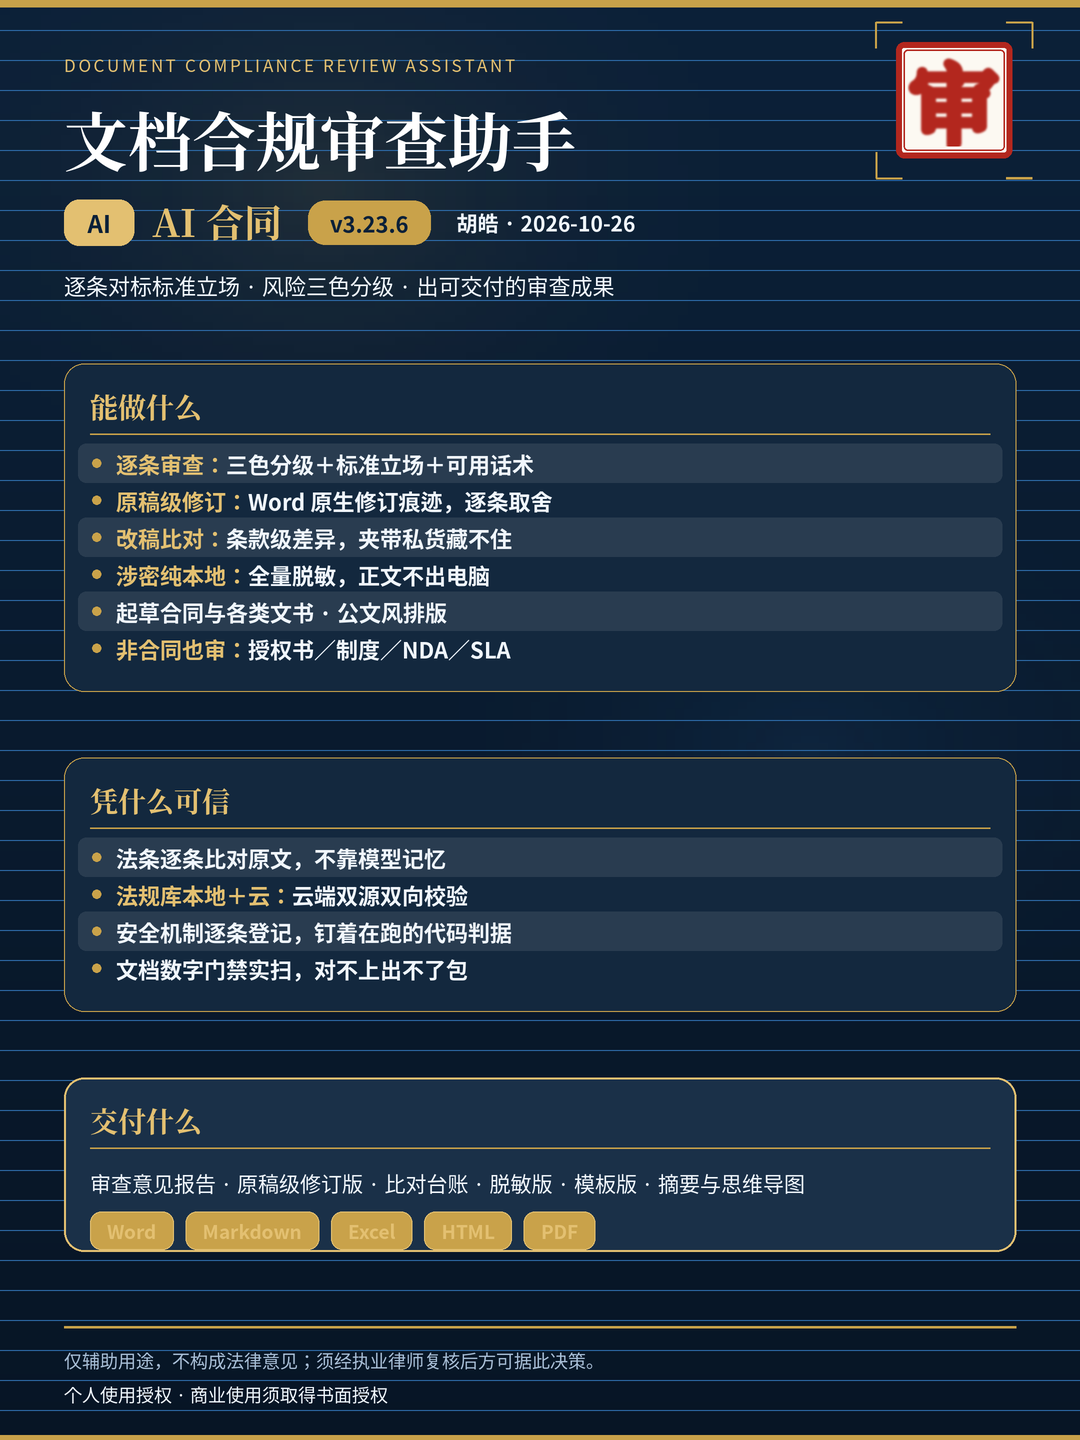 DOCUMENT COMPLIANCE REVIEW ASSISTANT
审
文档合规审查助手
AI AI 合同 v3.23.6 胡皓 · 2026-10-26
逐条对标标准立场 · 风险三色分级 · 出可交付的审查成果
能做什么
逐条审查：三色分级＋标准立场＋可用话术
原稿级修订：Word 原生修订痕迹，逐条取舍
改稿比对：条款级差异，夹带私货藏不住
涉密纯本地：全量脱敏，正文不出电脑
起草合同与各类文书 · 公文风排版
非合同也审：授权书／制度／NDA／SLA
凭什么可信
法条逐条比对原文，不靠模型记忆
法规库本地＋云：云端双源双向校验
安全机制逐条登记，钉着在跑的代码判据
文档数字门禁实扫，对不上出不了包
交付什么
审查意见报告 · 原稿级修订版 · 比对台账 · 脱敏版 · 模板版 · 摘要与思维导图
Word Markdown Excel HTML PDF
仅辅助用途，不构成法律意见；须经执业律师复核后方可据此决策。
个人使用授权 · 商业使用须取得书面授权